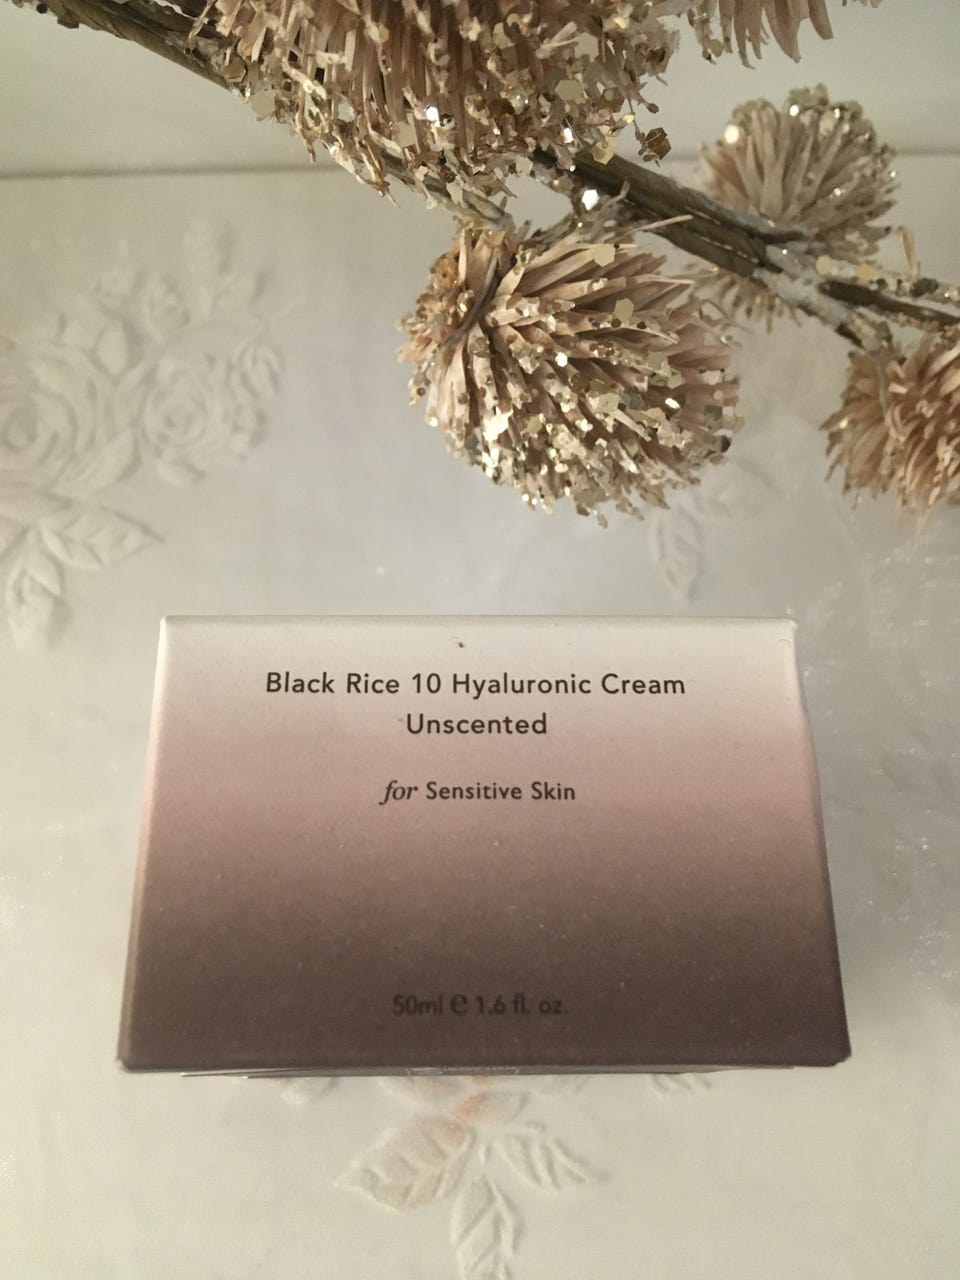 Black Rice 10 Hyaluronic Cream
Unscented
for Sensitive Skin
50ml e 1.6 fl. oz.